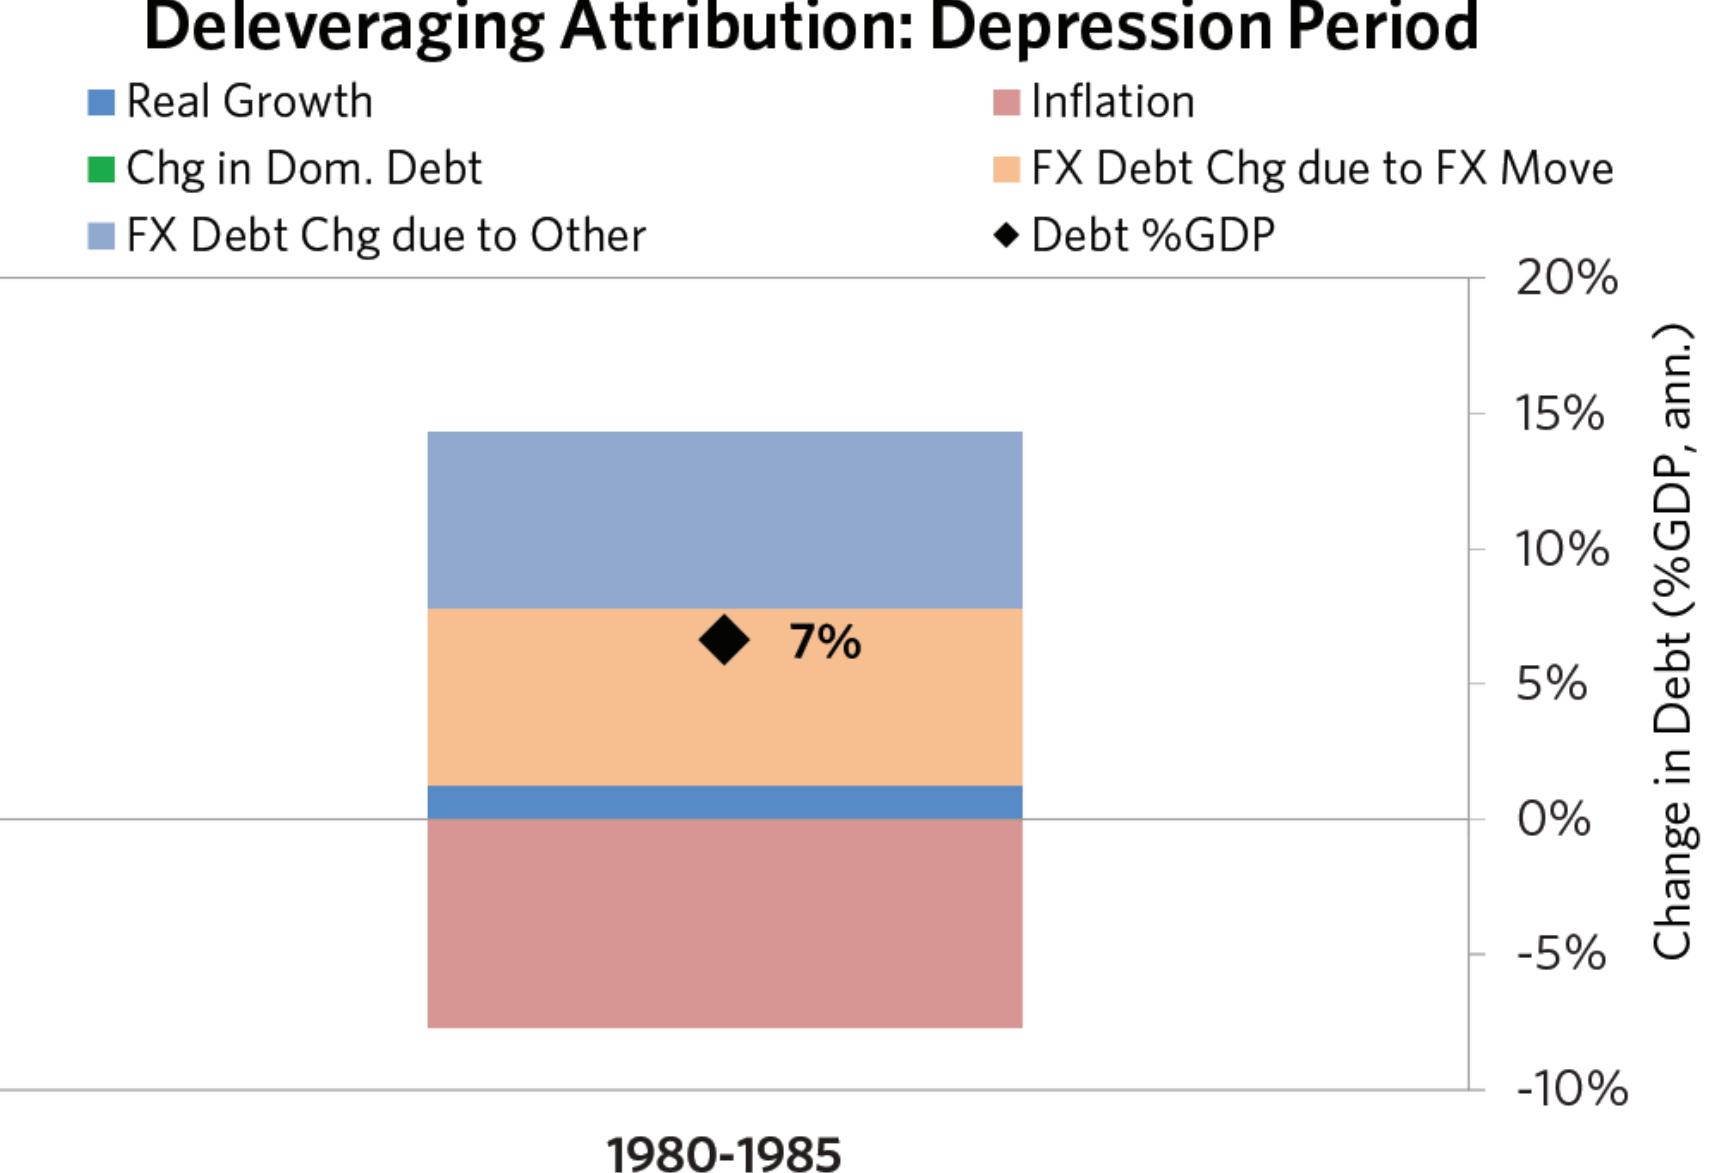 Deleveraging Attribution: Depression Period
Real Growth
Inflation
Chg in Dom. Debt
FX Debt Chg due to FX Move
FX Debt Chg due to Other
Debt %GDP
20%
15%
10%
7%
5%
0%
-5%
-10%
Change in Debt (%GDP, ann.)
1980-1985